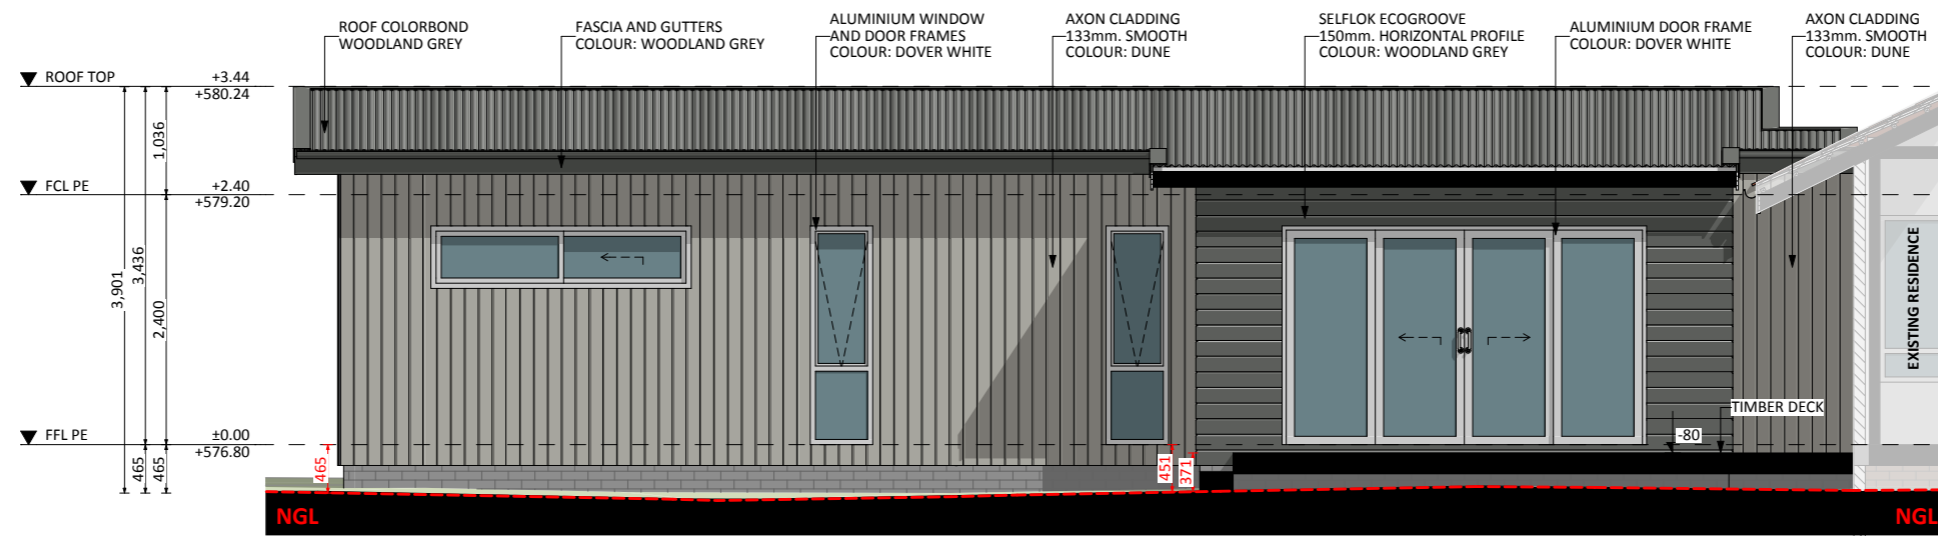 ROOF COLORBOND
WOODLAND GREY
FASCIA AND GUTTERS
COLOUR: WOODLAND GREY
ALUMINIUM WINDOW
AND DOOR FRAMES
COLOUR: DOVER WHITE
AXON CLADDING
133mm. SMOOTH
COLOUR: DUNE
SELFLOK ECOGROOVE
150mm. HORIZONTAL PROFILE
COLOUR: WOODLAND GREY
ALUMINIUM DOOR FRAME
COLOUR: DOVER WHITE
AXON CLADDING
133mm. SMOOTH
COLOUR: DUNE
ROOF TOP
+3.44
+580.24
1,036
FCL PE
+2.40
+579.20
3,901
3,436
2,400
EXISTING RESIDENCE
TIMBER DECK
-80
FFL PE
±0.00
+576.80
465
465
465
451
371
NGL
NGL